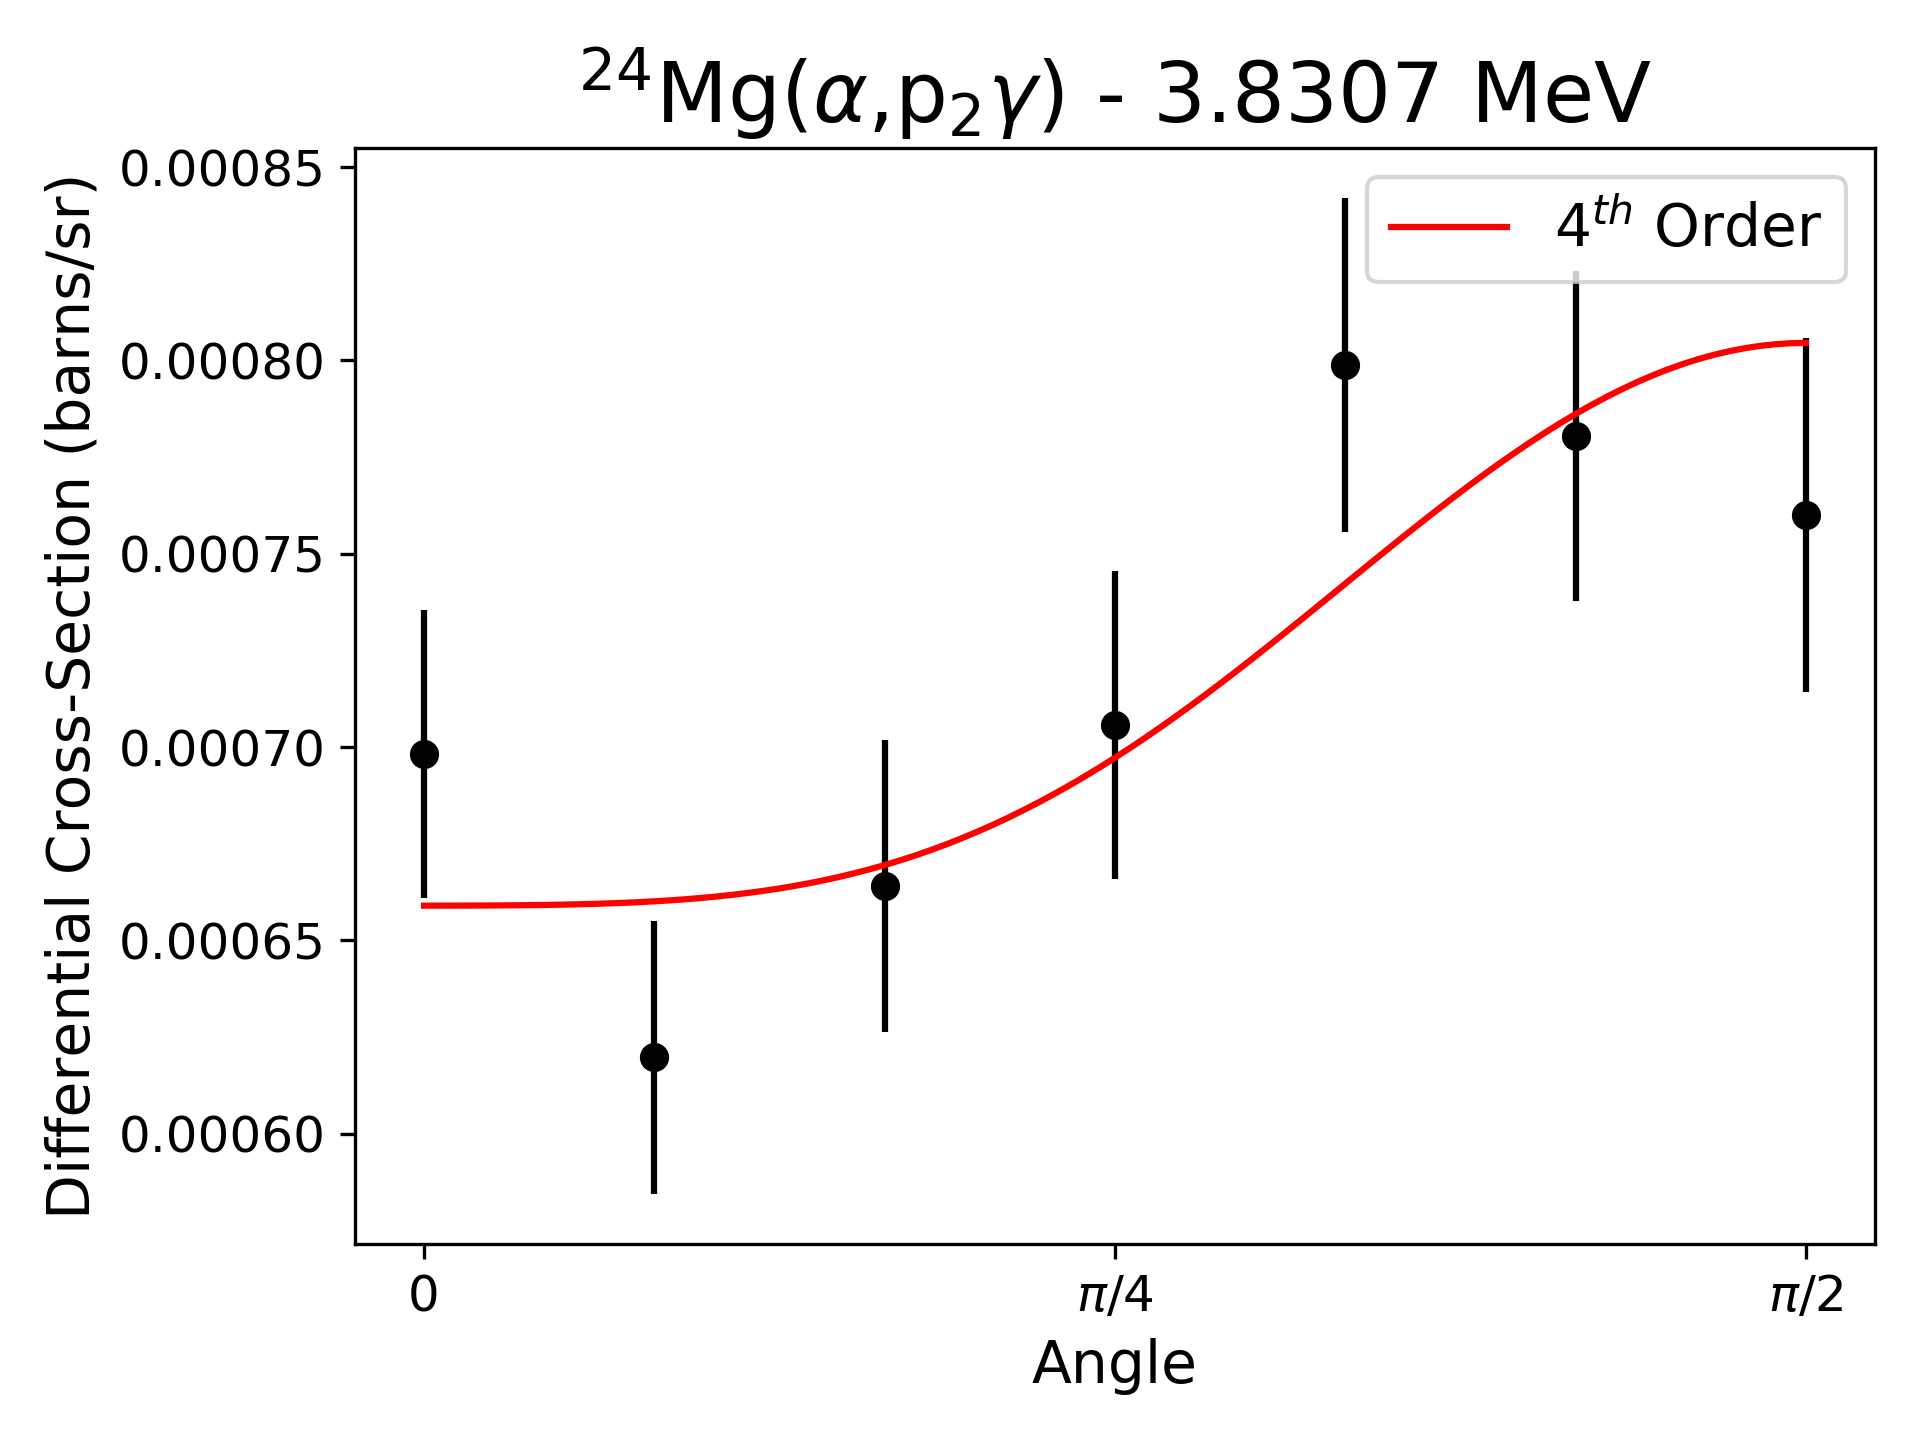 ²⁴Mg(α,p₂γ) - 3.8307 MeV
Differential Cross-Section (barns/sr)
0.00085
0.00080
0.00075
0.00070
0.00065
0.00060
4ᵗʰ Order
0 π/4 π/2
Angle